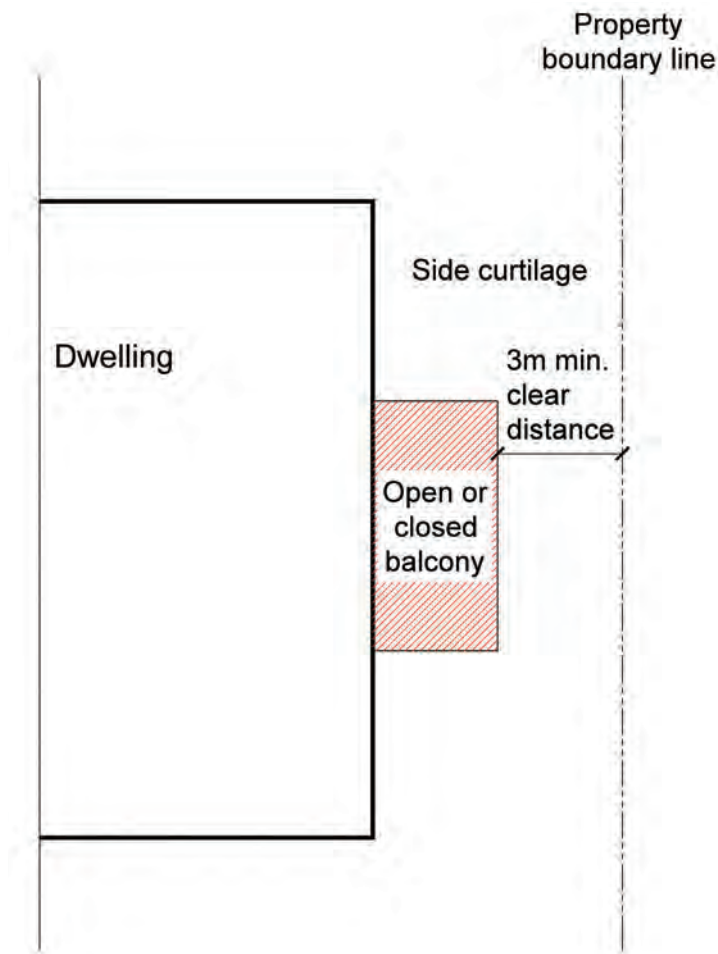 Property
boundary line
Side curtilage
Dwelling
3m min.
clear
distance
Open or
closed
balcony